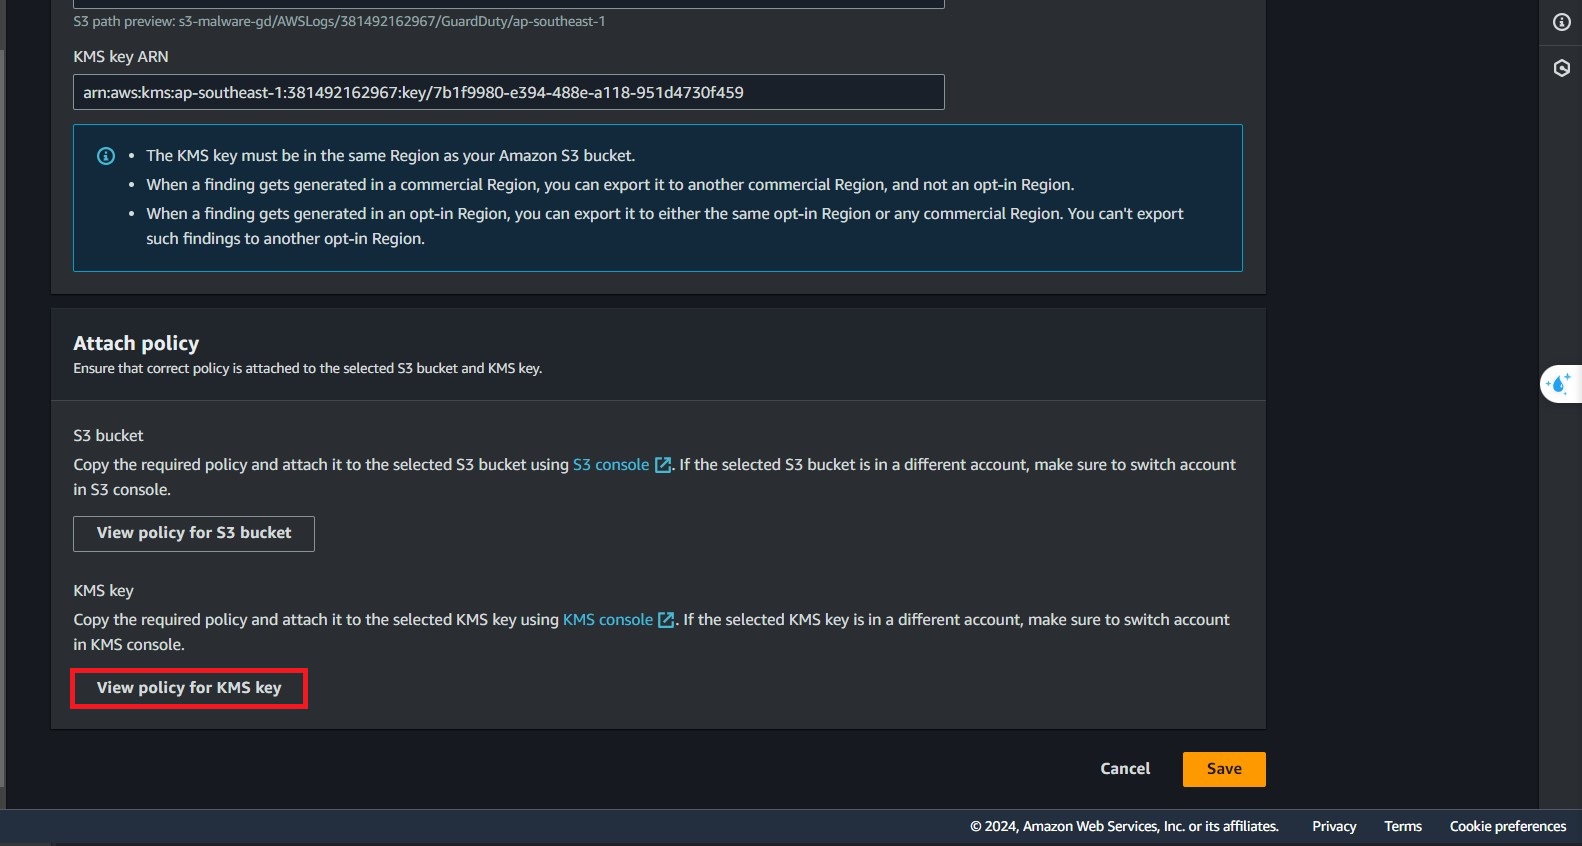 S3 path preview: s3-malware-gd/AWSLogs/381492162967/GuardDuty/ap-southeast-1
KMS key ARN
arn:aws:kms:ap-southeast-1:381492162967:key/7b1f9980-e394-488e-a118-951d4730f459
• The KMS key must be in the same Region as your Amazon S3 bucket.
• When a finding gets generated in a commercial Region, you can export it to another commercial Region, and not an opt-in Region.
• When a finding gets generated in an opt-in Region, you can export it to either the same opt-in Region or any commercial Region. You can't export
such findings to another opt-in Region.
Attach policy
Ensure that correct policy is attached to the selected S3 bucket and KMS key.
S3 bucket
Copy the required policy and attach it to the selected S3 bucket using S3 console. If the selected S3 bucket is in a different account, make sure to switch account
in S3 console.
View policy for S3 bucket
KMS key
Copy the required policy and attach it to the selected KMS key using KMS console. If the selected KMS key is in a different account, make sure to switch account
in KMS console.
View policy for KMS key
Cancel
Save
© 2024, Amazon Web Services, Inc. or its affiliates.
Privacy
Terms
Cookie preferences